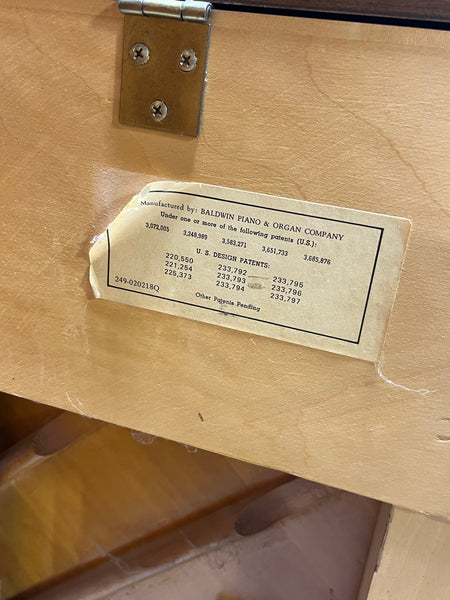 Manufactured by: BALDWIN PIANO & ORGAN COMPANY
Under one or more of the following patents (U.S.):
3,072,005 3,248,989 3,583,271 3,651,733 3,685,876
U. S. DESIGN PATENTS:
220,550 233,792 233,795
221,254 233,793 233,796
225,373 233,794 233,797
249-020218Q
Other Patents Pending